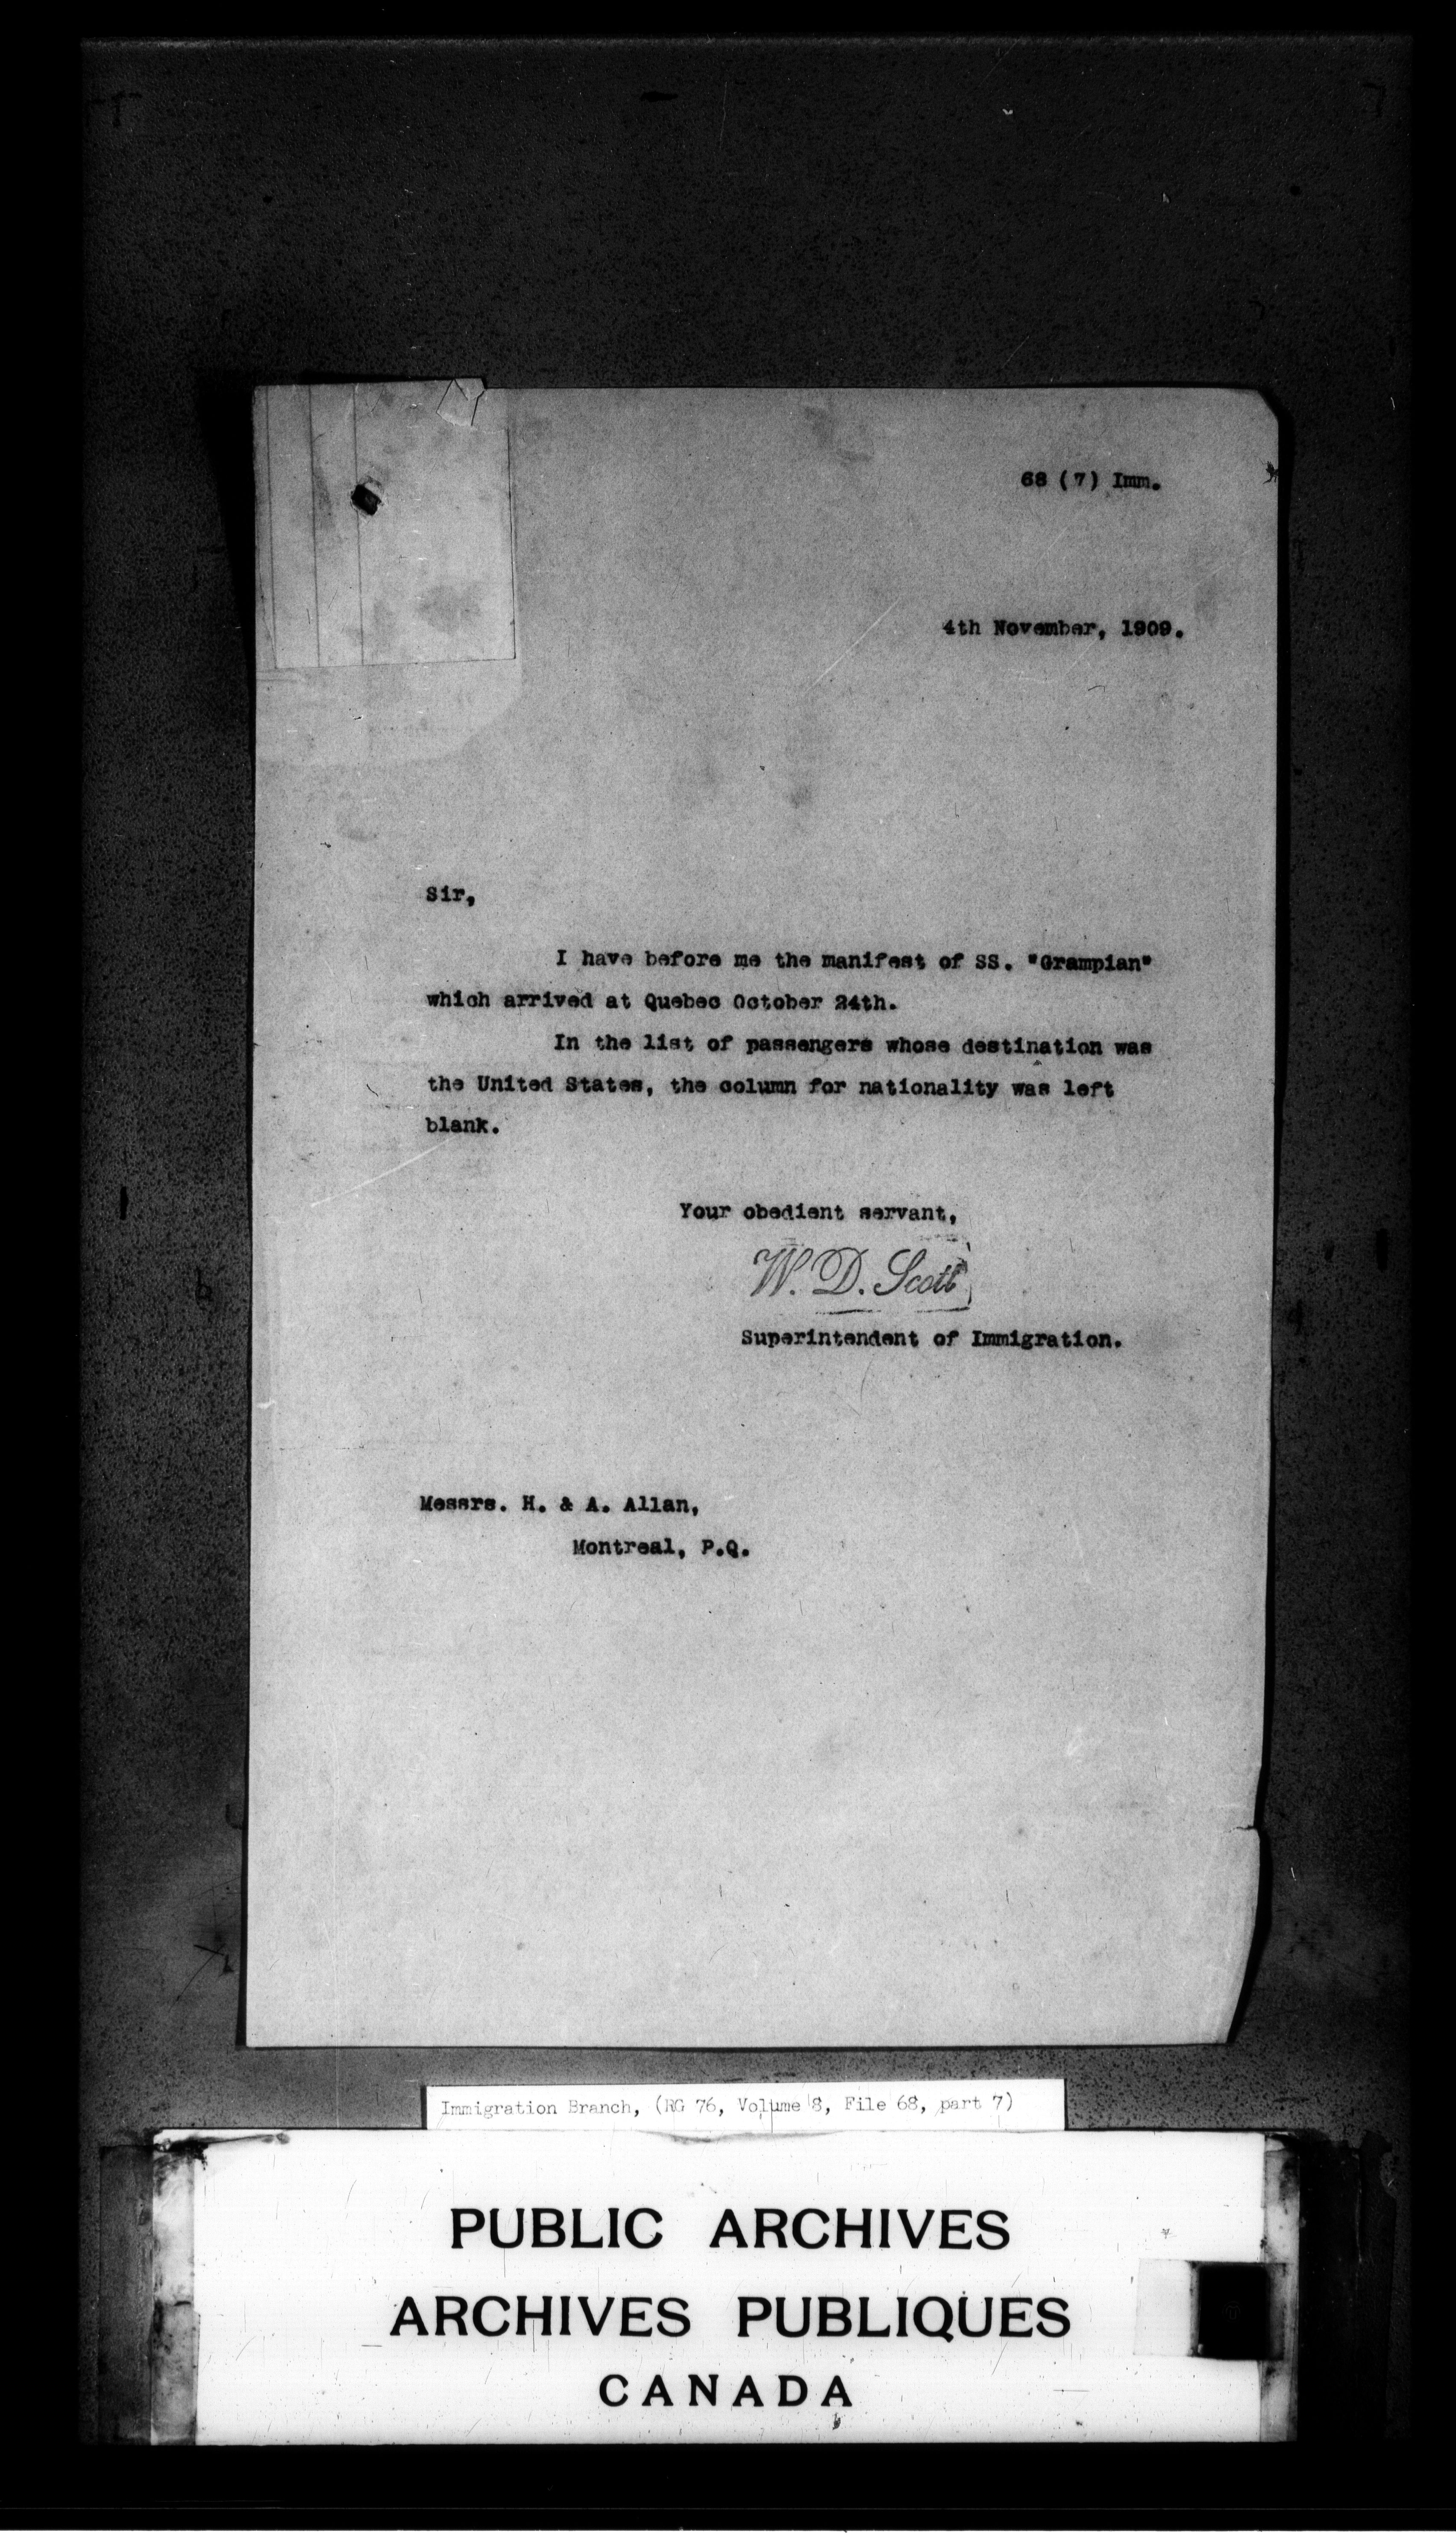 68 (7) Imm.
4th November, 1909.
Sir,
I have before me the manifest of SS. "Grampian"
which arrived at Quebec October 24th.
In the list of passengers whose destination was
the United States, the column for nationality was left
blank.
Your obedient servant,
W. D. Scott
Superintendent of Immigration.
Messrs. H. & A. Allan,
Montreal, P.Q.
Immigration Branch, (RG 76, Volume 8, File 68, part 7)
PUBLIC ARCHIVES
ARCHIVES PUBLIQUES
CANADA